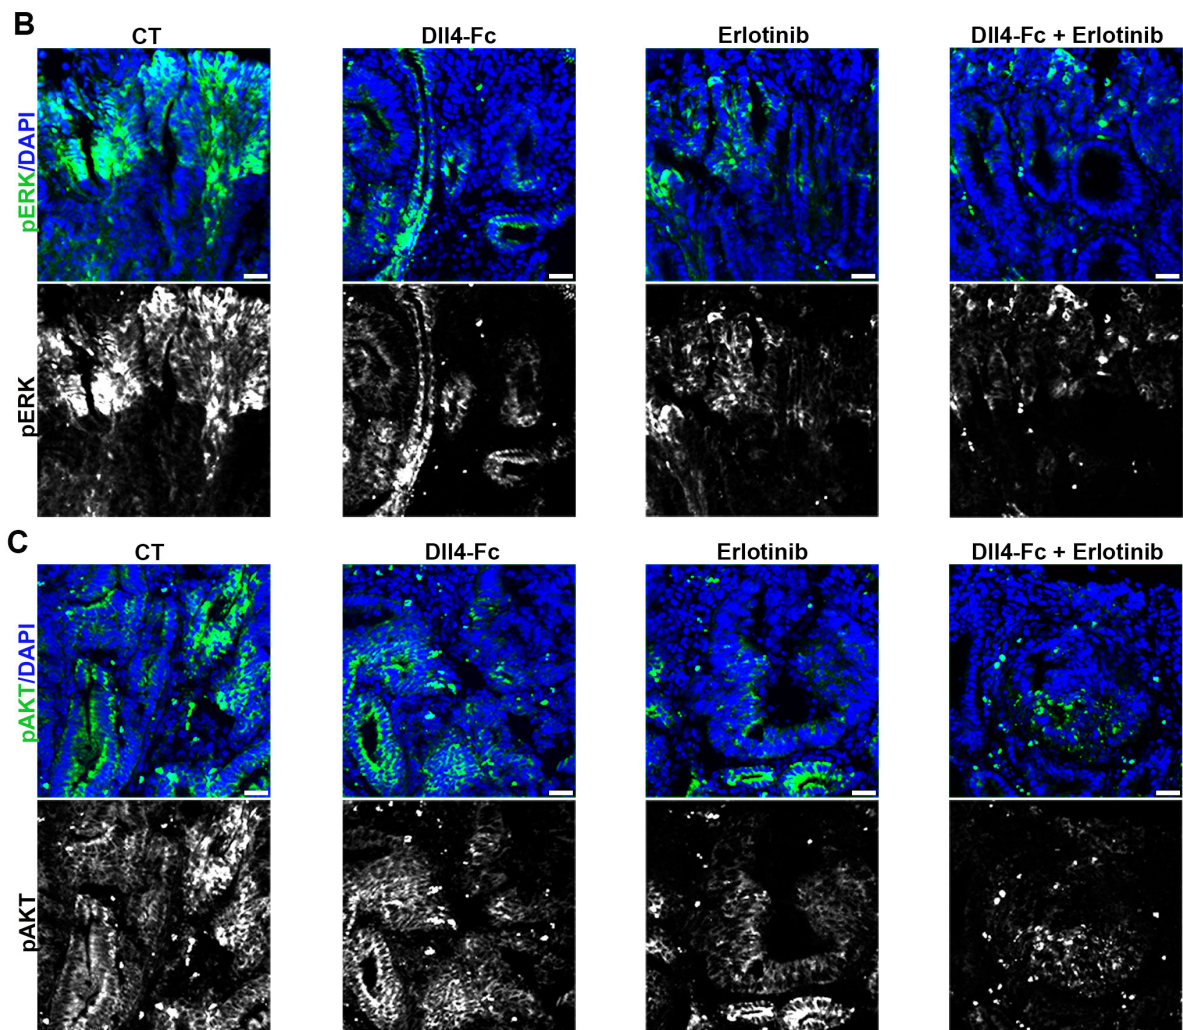 B
CT
Dll4-Fc
Erlotinib
Dll4-Fc + Erlotinib
pERK/DAPI
pERK
C
CT
Dll4-Fc
Erlotinib
Dll4-Fc + Erlotinib
pAKT/DAPI
pAKT